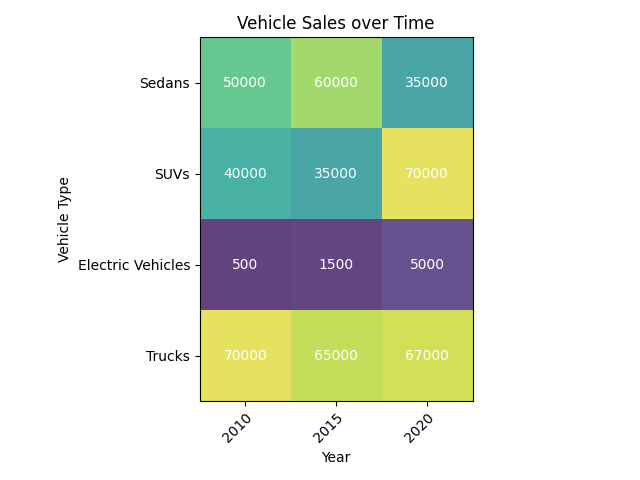 Vehicle Sales over Time
Vehicle Type
Sedans 50000 60000 35000
SUVs 40000 35000 70000
Electric Vehicles 500 1500 5000
Trucks 70000 65000 67000
2010 2015 2020
Year